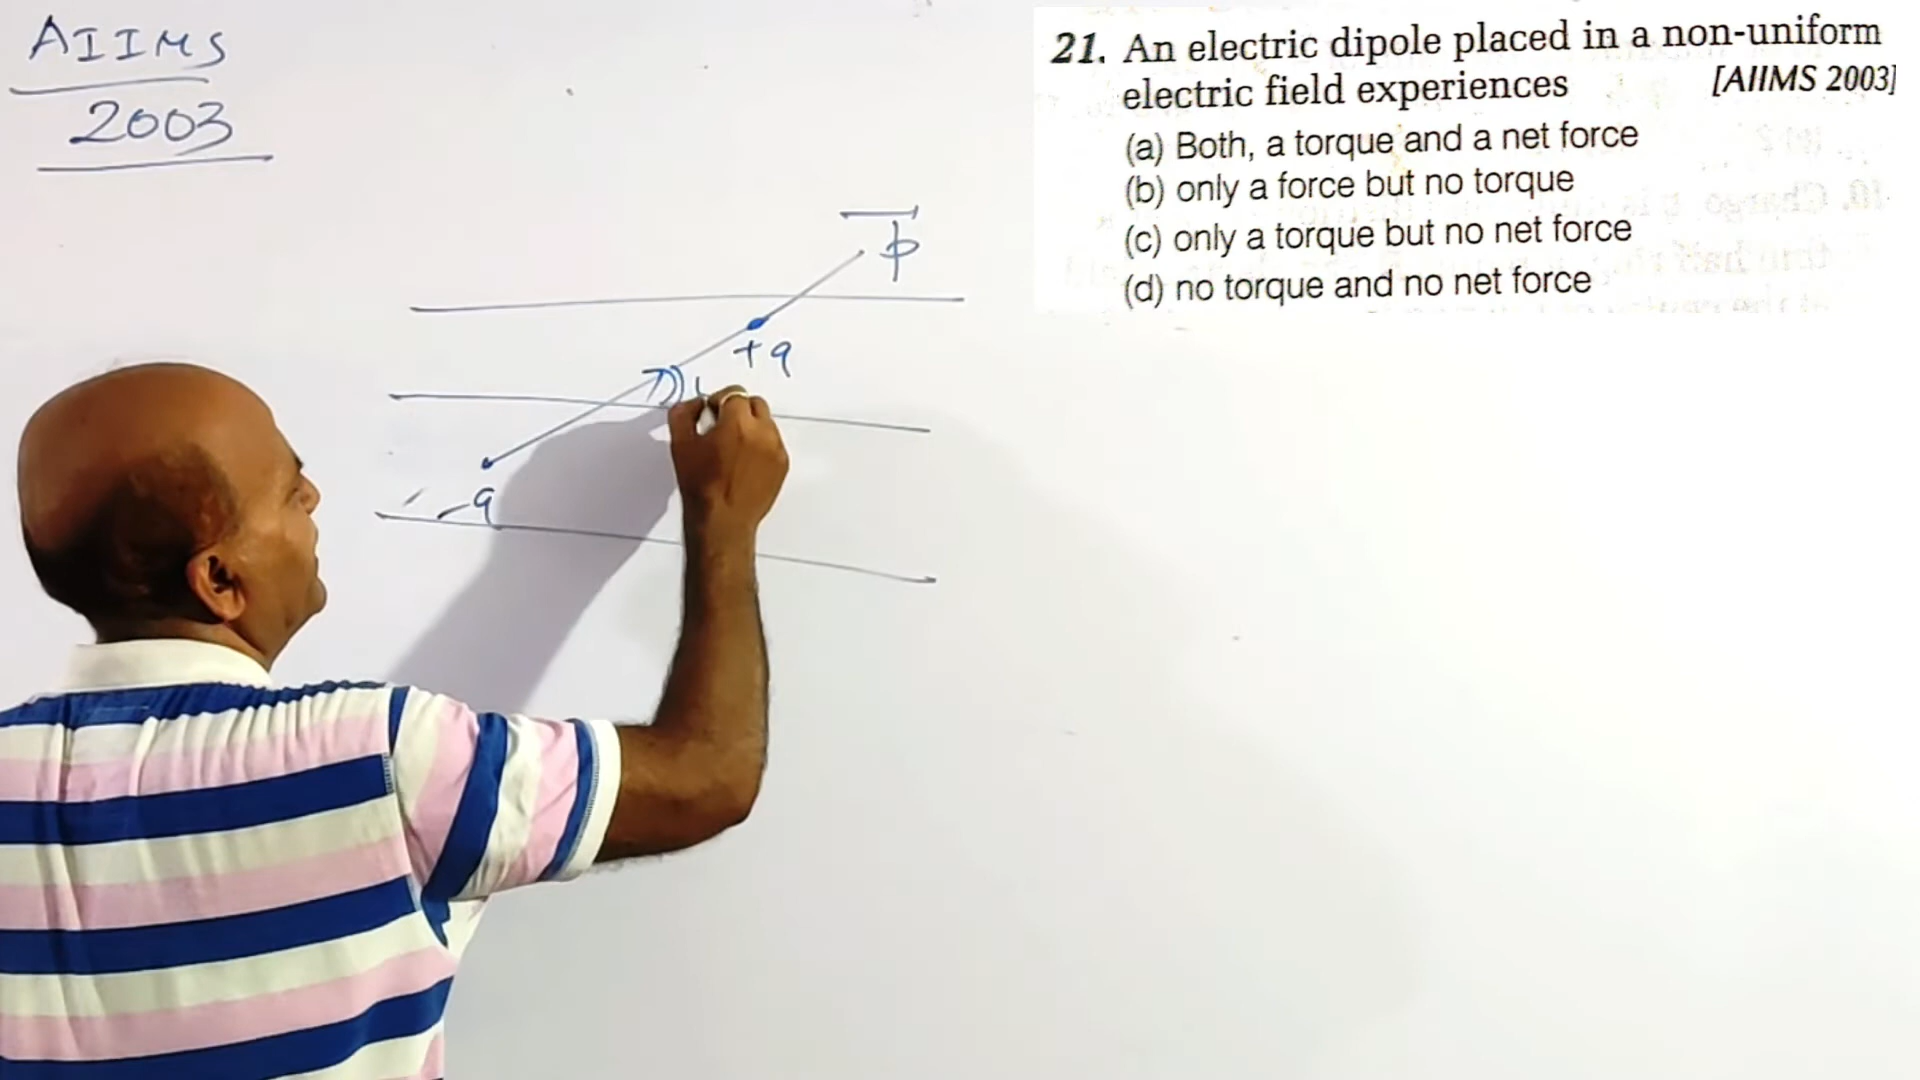 AIIMS
2003
21. An electric dipole placed in a non-uniform
electric field experiences [AIIMS 2003]
(a) Both, a torque and a net force
(b) only a force but no torque
(c) only a torque but no net force
(d) no torque and no net force
p
+q
-q